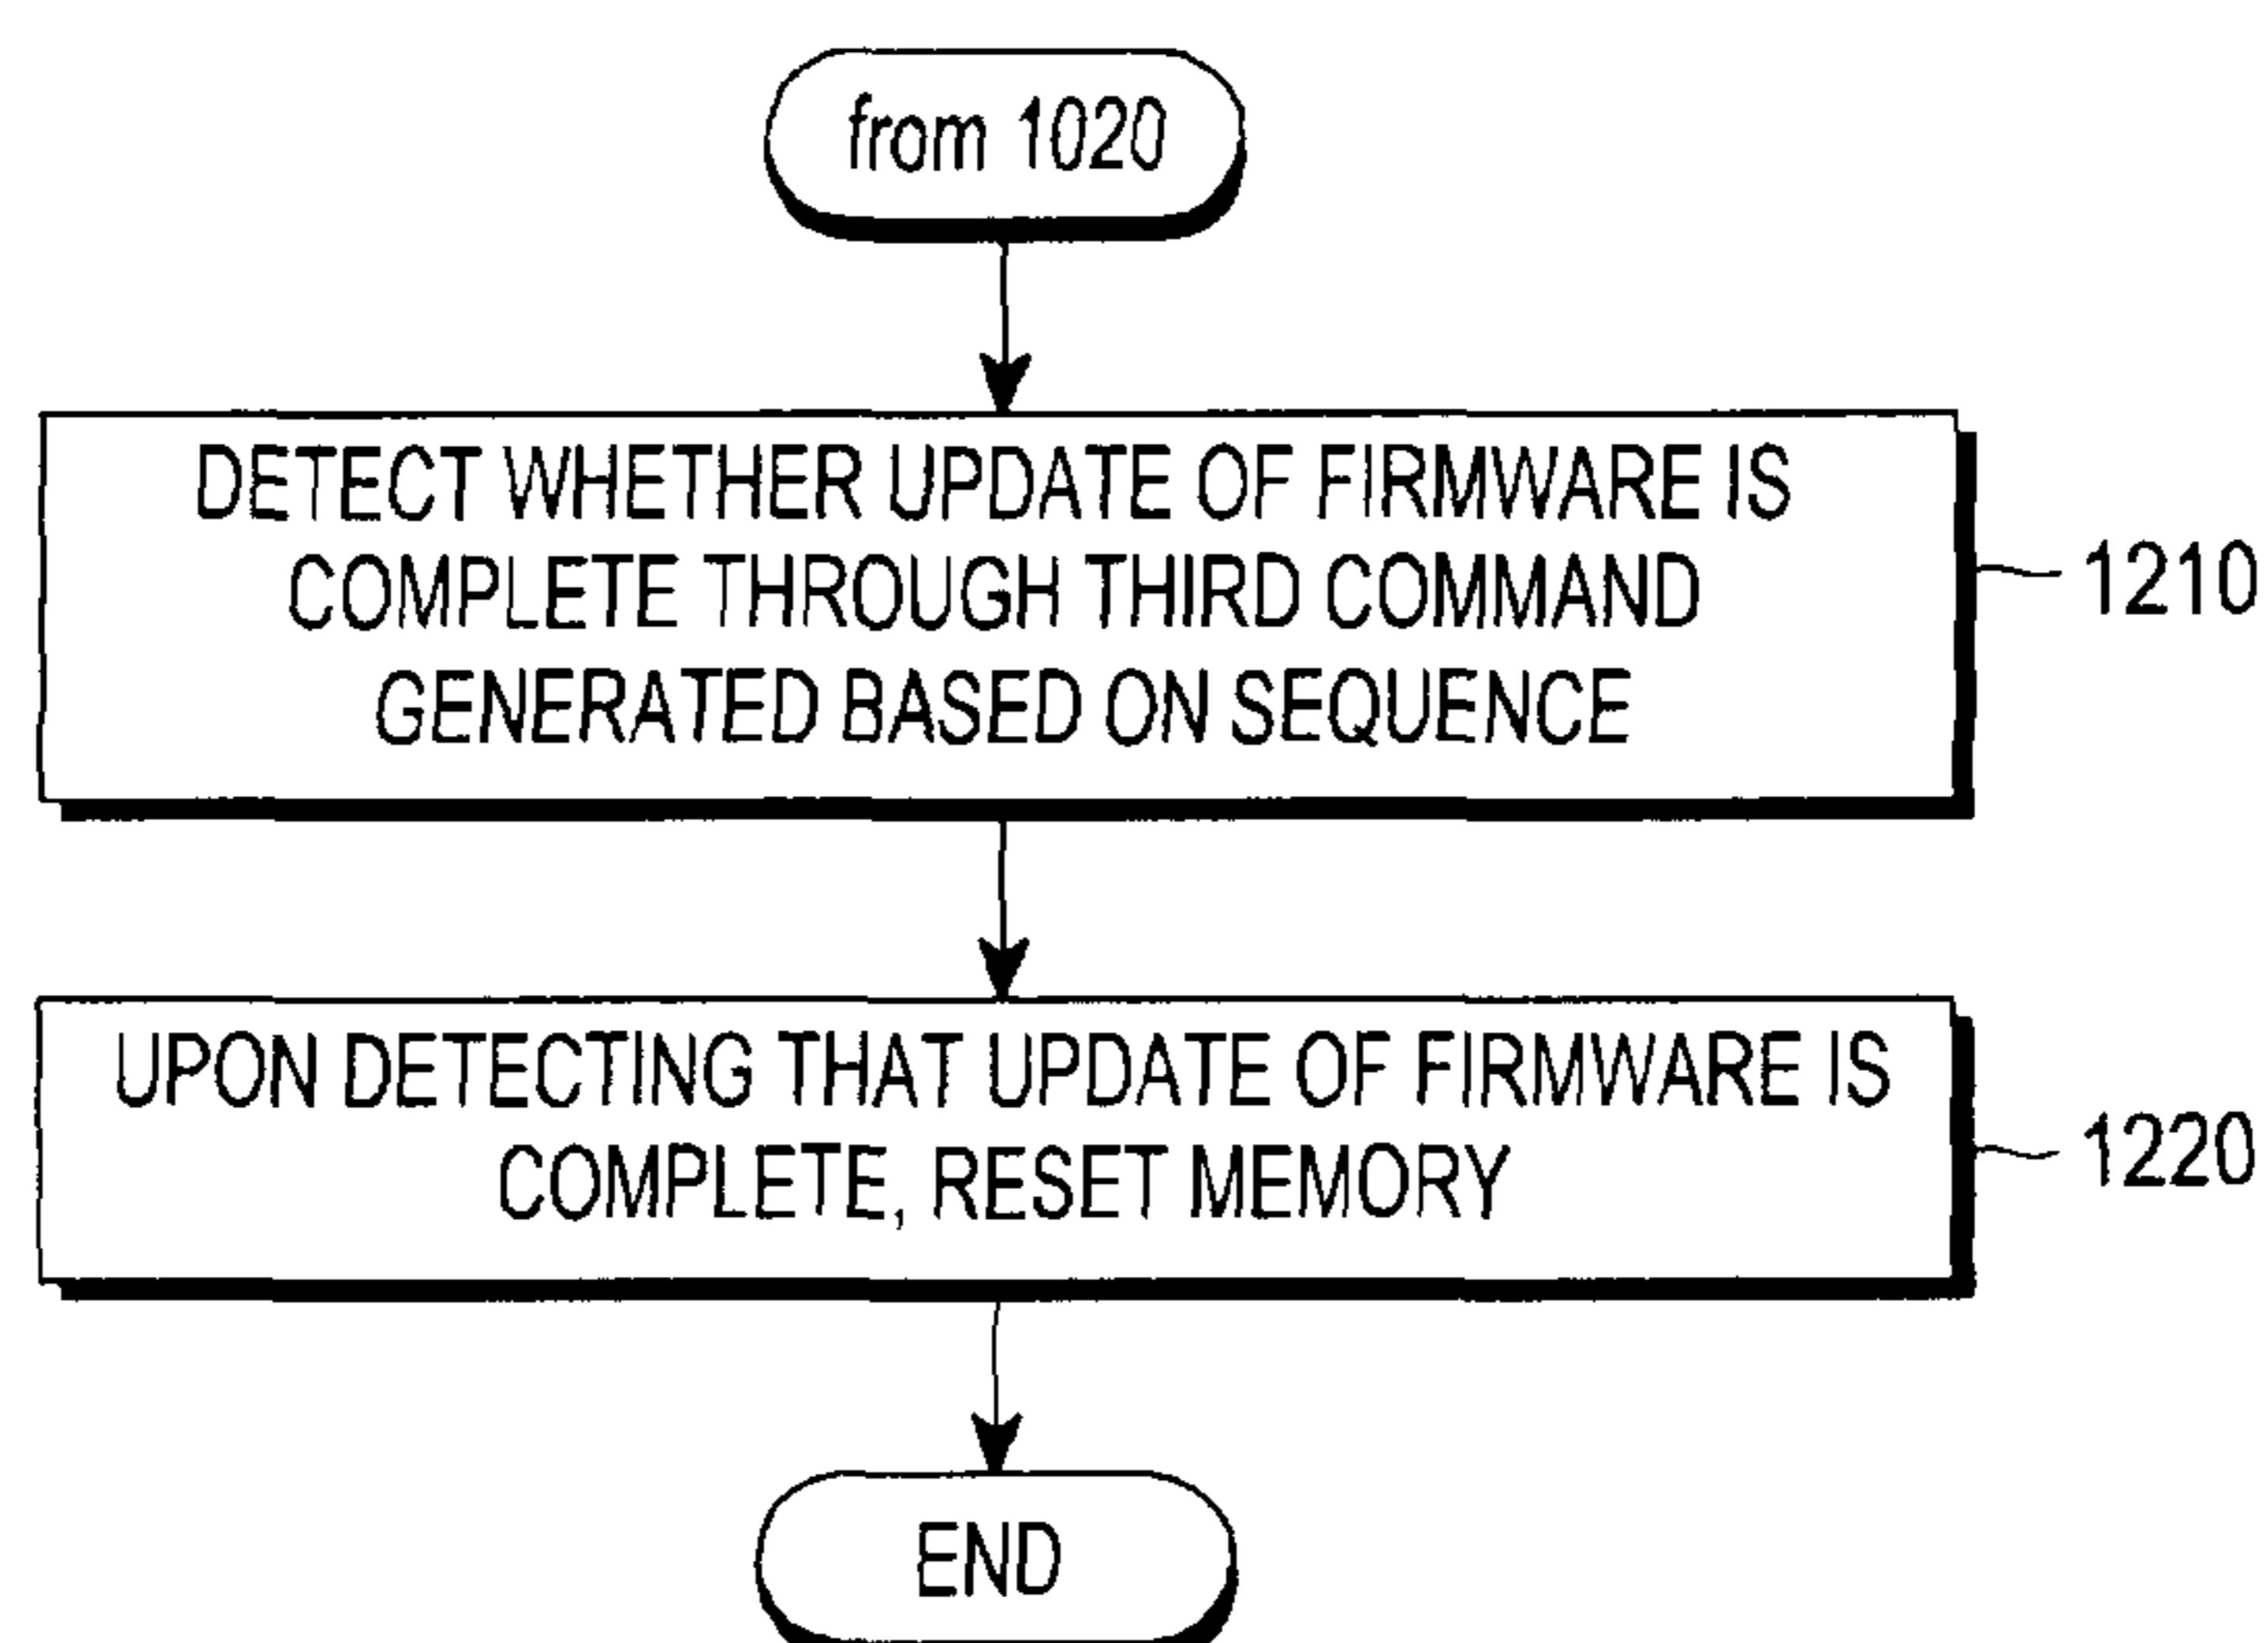 from 1020
DETECT WHETHER UPDATE OF FIRMWARE IS
COMPLETE THROUGH THIRD COMMAND
GENERATED BASED ON SEQUENCE
1210
UPON DETECTING THAT UPDATE OF FIRMWARE IS
COMPLETE, RESET MEMORY
1220
END